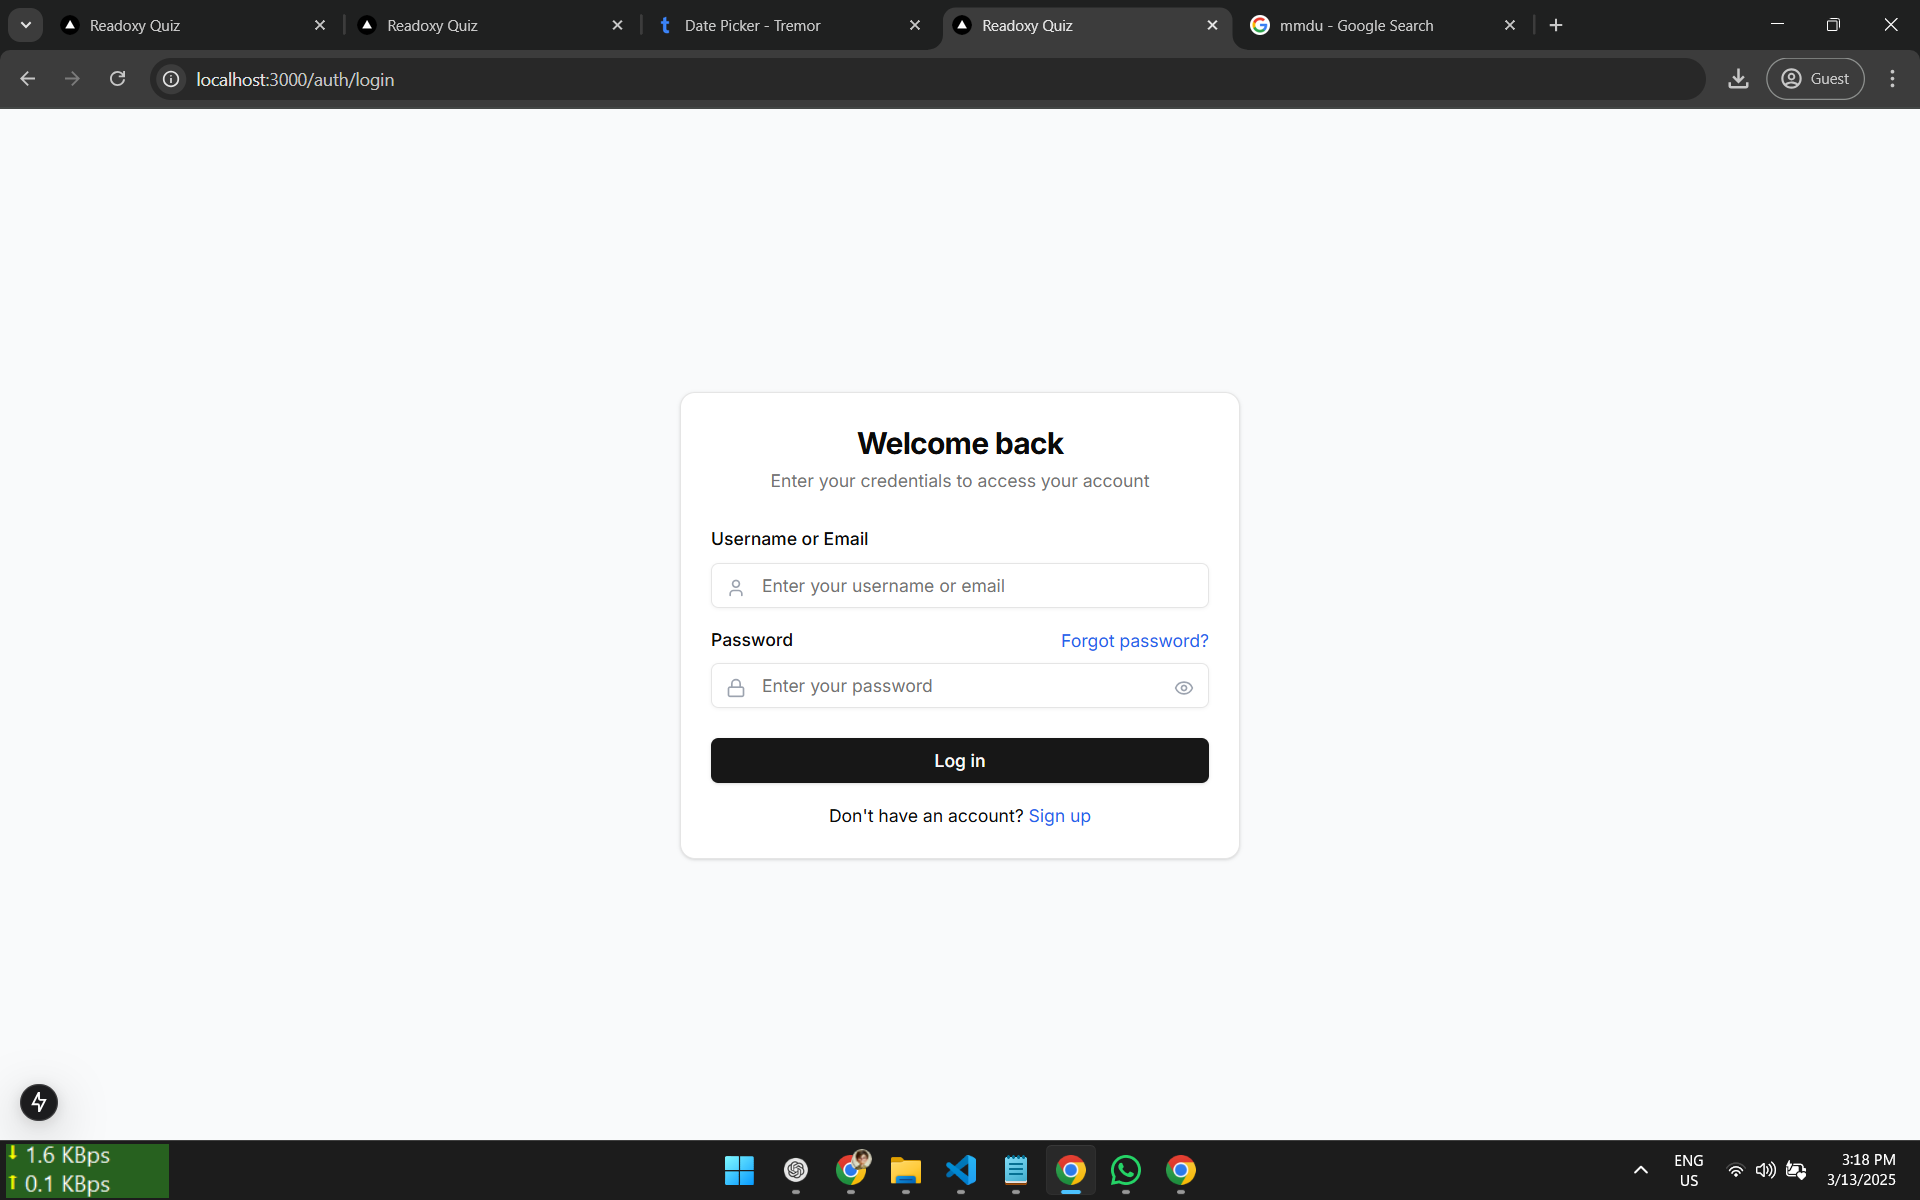 Readoxy Quiz
Readoxy Quiz
Date Picker - Tremor
Readoxy Quiz
mmdu - Google Search
localhost:3000/auth/login
Guest
Welcome back
Enter your credentials to access your account
Username or Email
Enter your username or email
Password
Forgot password?
Enter your password
Log in
Don't have an account? Sign up
1.6 KBps
0.1 KBps
ENG
US
3:18 PM
3/13/2025